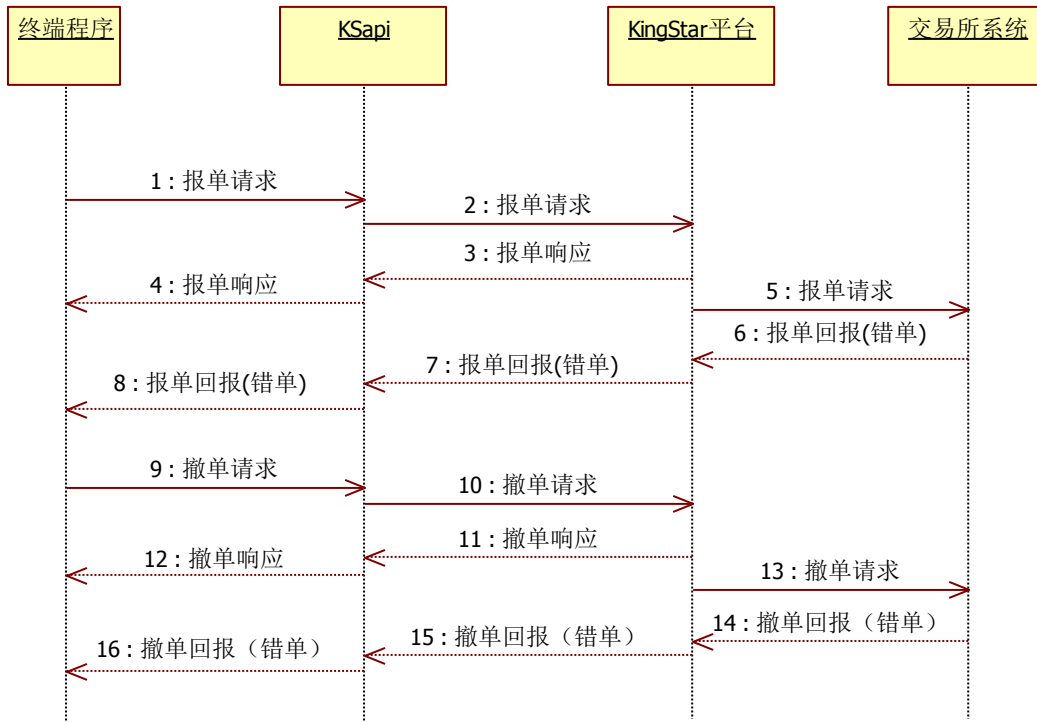 终端程序
KSapi
KingStar平台
交易所系统
1 : 报单请求
2 : 报单请求
3 : 报单响应
4 : 报单响应
5 : 报单请求
6 : 报单回报(错单)
7 : 报单回报(错单)
8 : 报单回报(错单)
9 : 撤单请求
10 : 撤单请求
11 : 撤单响应
12 : 撤单响应
13 : 撤单请求
14 : 撤单回报（错单）
15 : 撤单回报（错单）
16 : 撤单回报（错单）